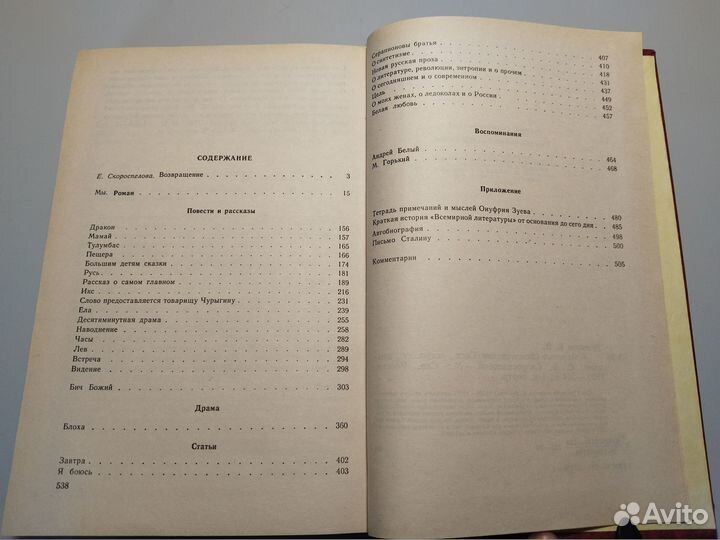 СОДЕРЖАНИЕ
Е. Скороспелова. Возвращение . . . 3
Мы. Роман . . . 15
Повести и рассказы
Дракон . . . 156
Мамай . . . 157
Тулумбас . . . 165
Пещера . . . 166
Большим детям сказки . . . 174
Русь . . . 181
Рассказ о самом главном . . . 189
Икс . . . 216
Слово предоставляется товарищу Чурыгину . . . 231
Ела . . . 239
Десятиминутная драма . . . 255
Наводнение . . . 258
Часы . . . 282
Лев . . . 289
Встреча . . . 294
Видение . . . 298
Бич Божий . . . 303
Драма
Блоха . . . 360
Статьи
Завтра . . . 402
Я боюсь . . . 403
538
Серапионовы братья . . . 407
О синтетизме . . . 410
Новая русская проза . . . 418
О литературе, революции, энтропии и о прочем . . . 431
О сегодняшнем и о современном . . . 437
Цель . . . 449
О моих женах, о ледоколах и о России . . . 452
Белая любовь . . . 457
Воспоминания
Андрей Белый . . . 464
М. Горький . . . 468
Приложение
Тетрадь примечаний и мыслей Онуфрия Зуева . . . 480
Краткая история «Всемирной литературы» от основания до сего дня . 485
Автобиография . . . 498
Письмо Сталину . . . 500
Комментарии . . . 505
Avito